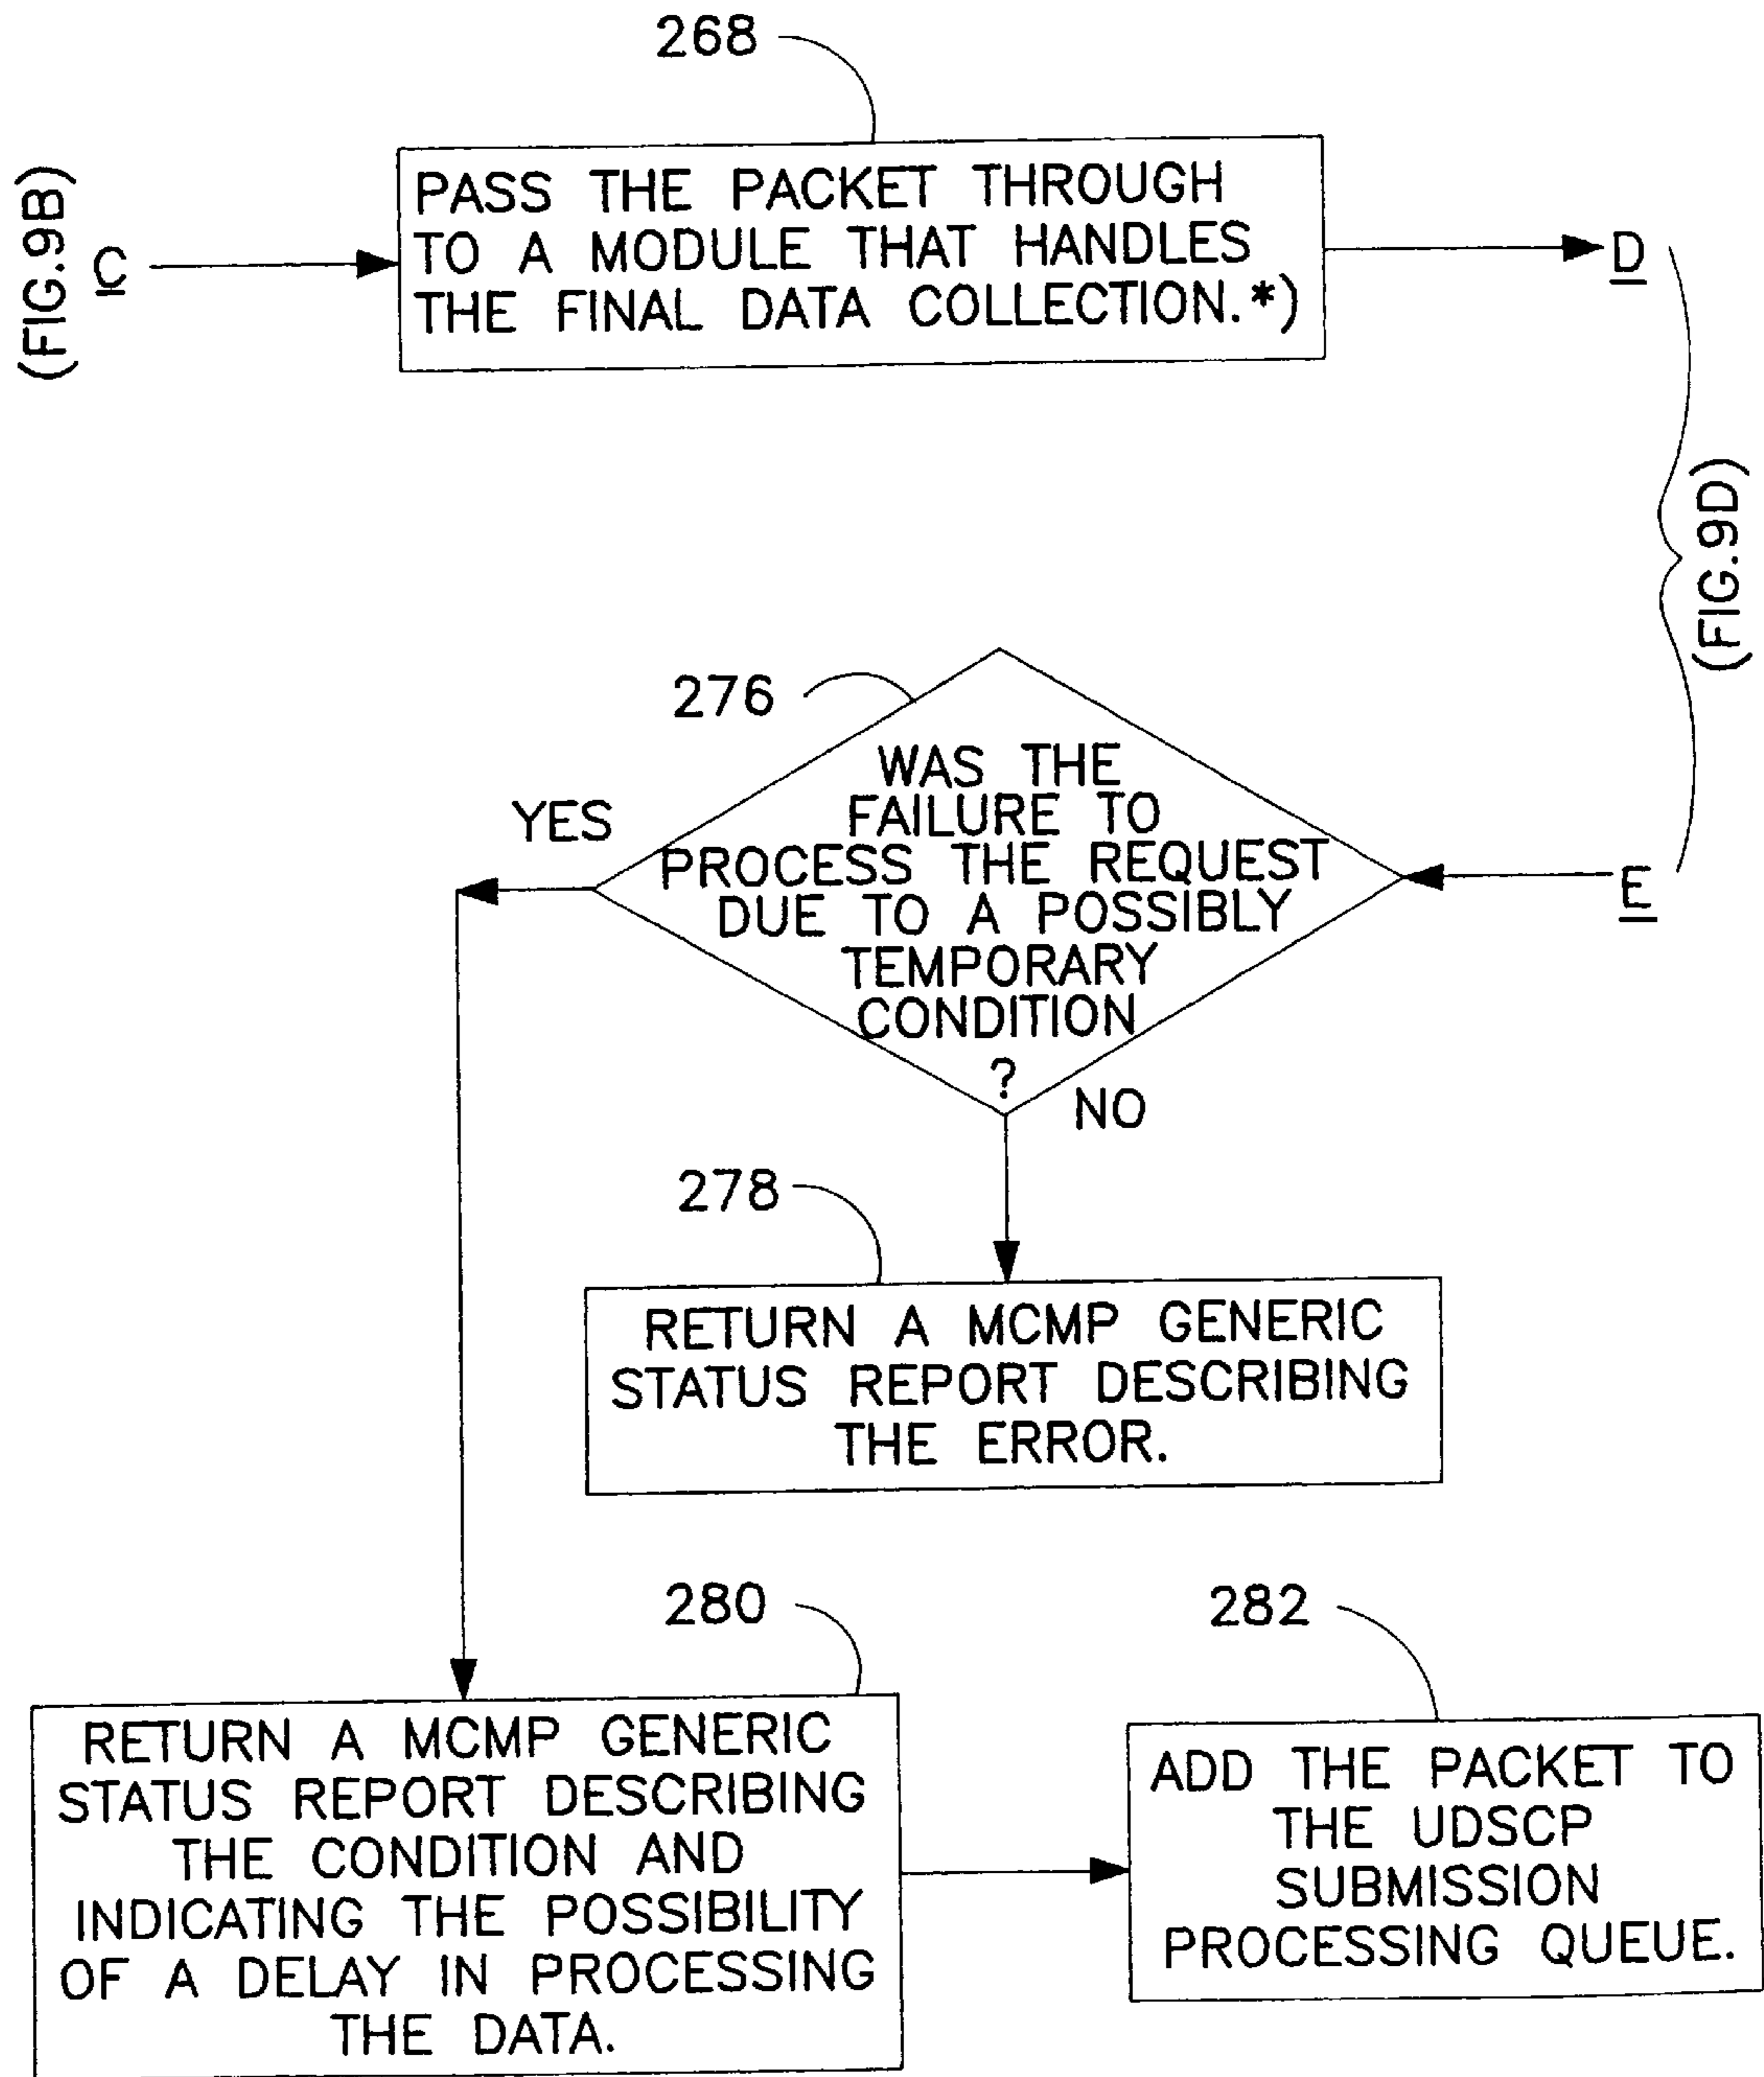 268
(FIG.9B)
C
PASS THE PACKET THROUGH
TO A MODULE THAT HANDLES
THE FINAL DATA COLLECTION.*)
D
(FIG.9D)
276
WAS THE
FAILURE TO
PROCESS THE REQUEST
DUE TO A POSSIBLY
TEMPORARY
CONDITION
?
YES
E
NO
278
RETURN A MCMP GENERIC
STATUS REPORT DESCRIBING
THE ERROR.
280
RETURN A MCMP GENERIC
STATUS REPORT DESCRIBING
THE CONDITION AND
INDICATING THE POSSIBILITY
OF A DELAY IN PROCESSING
THE DATA.
282
ADD THE PACKET TO
THE UDSCP
SUBMISSION
PROCESSING QUEUE.